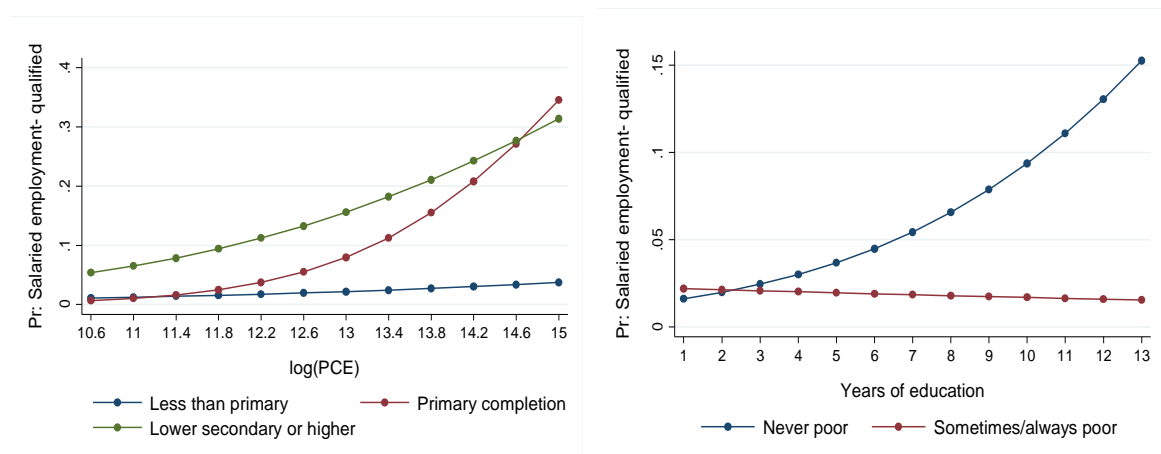 Pr: Salaried employment- qualified
.4
.3
.2
.1
0
10.6 11 11.4 11.8 12.2 12.6 13 13.4 13.8 14.2 14.6 15
log(PCE)
Less than primary Primary completion
Lower secondary or higher
Pr: Salaried employment- qualified
.15
.1
.05
0
1 2 3 4 5 6 7 8 9 10 11 12 13
Years of education
Never poor Sometimes/always poor